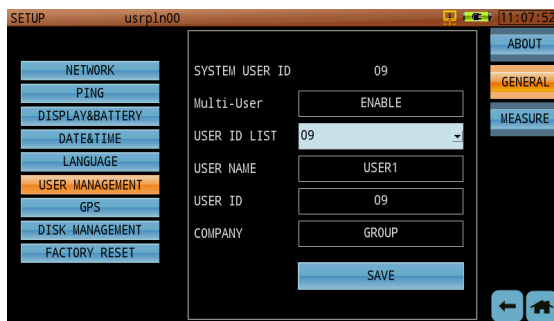 SETUP usrpln00 11:07:52
ABOUT
GENERAL
MEASURE
NETWORK
PING
DISPLAY&BATTERY
DATE&TIME
LANGUAGE
USER MANAGEMENT
GPS
DISK MANAGEMENT
FACTORY RESET
SYSTEM USER ID 09
Multi-User ENABLE
USER ID LIST 09
USER NAME USER1
USER ID 09
COMPANY GROUP
SAVE